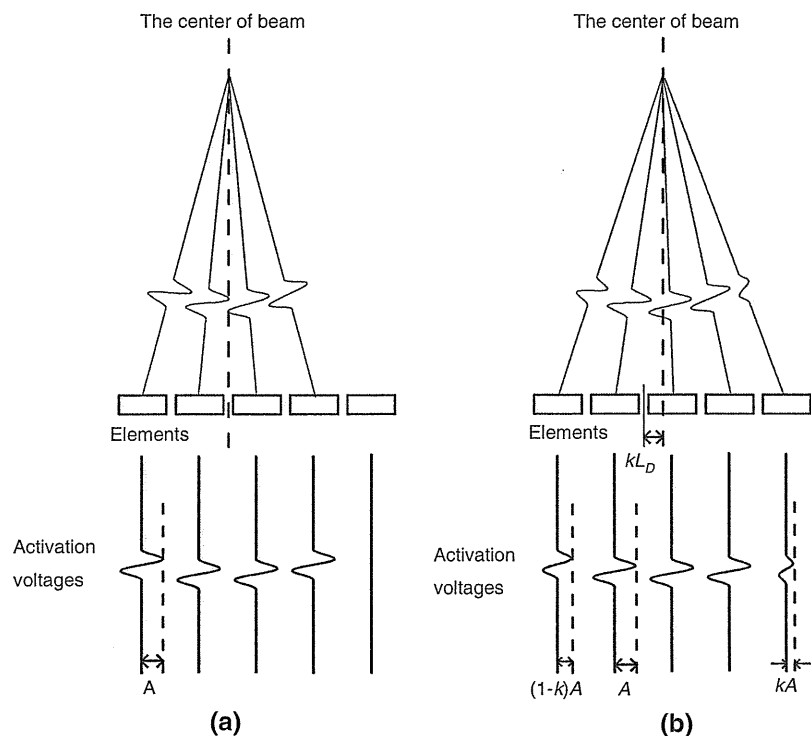 The center of beam
Elements
Activation
voltages
A
(a)
The center of beam
Elements
kL_D
Activation
voltages
(1-k)A
A
kA
(b)